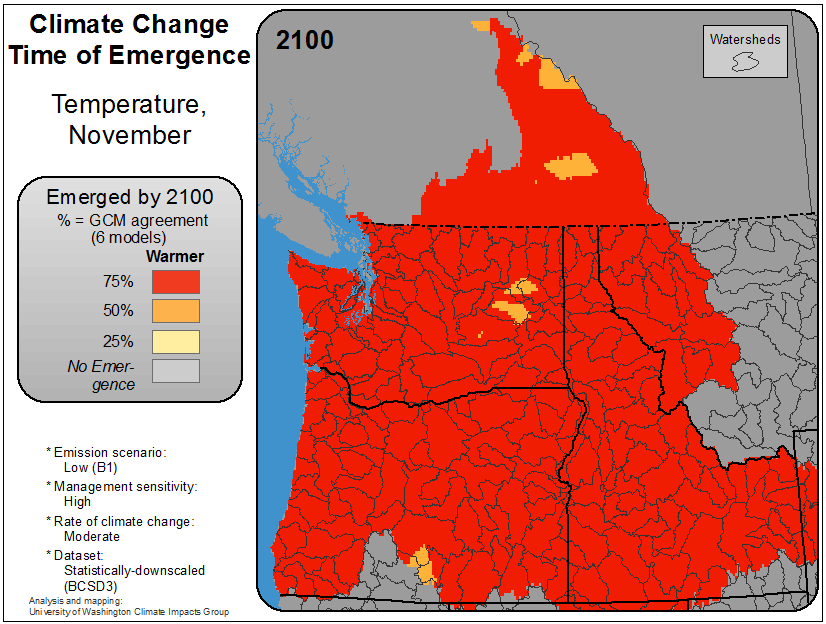 Climate Change
Time of Emergence
Temperature,
November
Emerged by 2100
% = GCM agreement
(6 models)
Warmer
75%
50%
25%
No Emer-
gence
* Emission scenario:
Low (B1)
* Management sensitivity:
High
* Rate of climate change:
Moderate
* Dataset:
Statistically-downscaled
(BCSD3)
Analysis and mapping:
University of Washington Climate Impacts Group
2100
Watersheds